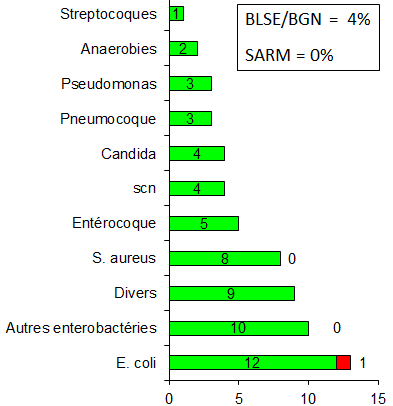 Streptocoques 1
BLSE/BGN = 4%
Anaerobies 2
SARM = 0%
Pseudomonas 3
Pneumocoque 3
Candida 4
scn 4
Entérocoque 5
S. aureus 8 0
Divers 9
Autres enterobactéries 10 0
E. coli 12 1
0 5 10 15